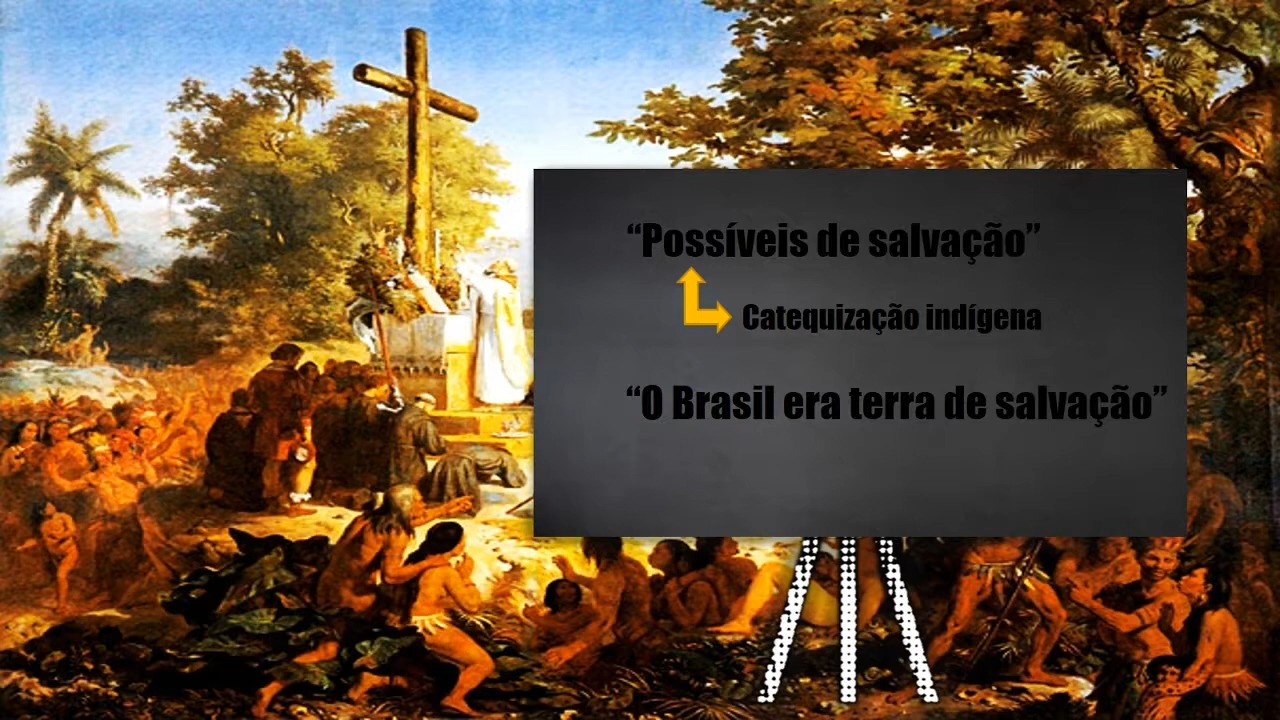 “Possíveis de salvação”
Catequização indígena
“O Brasil era terra de salvação”